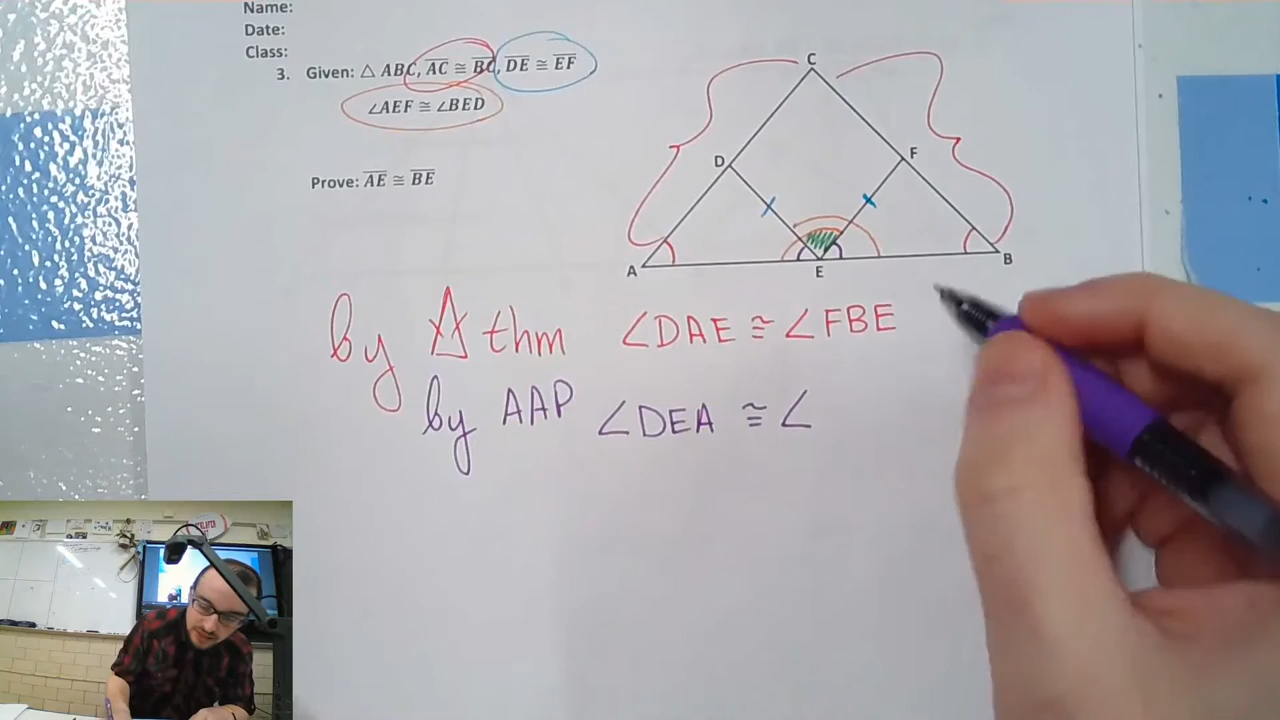 Name:
Date:
Class:
3. Given: △ ABC, AC ≅ BC, DE ≅ EF
∠AEF ≅ ∠BED
Prove: AE ≅ BE
C
D
F
A
E
B
by △ thm ∠DAE ≅ ∠FBE
by AAP ∠DEA ≅ ∠